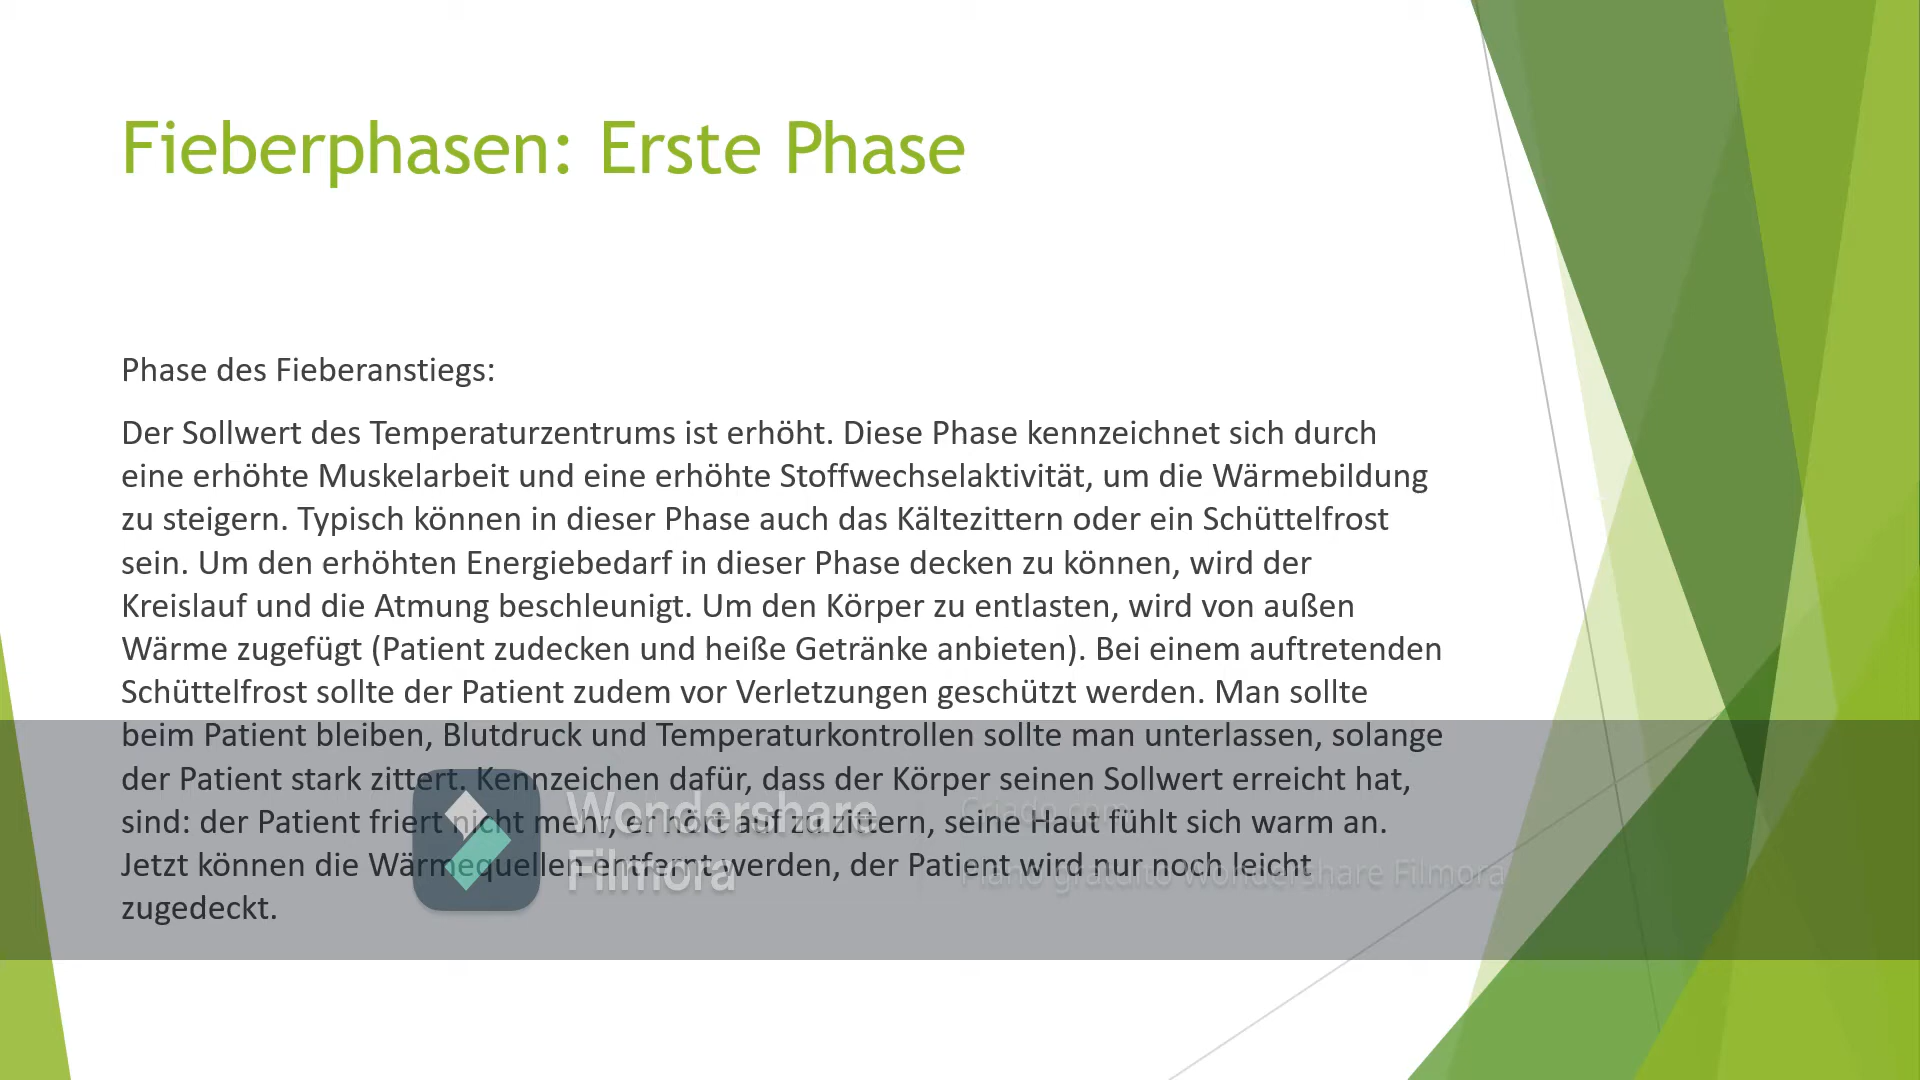 Fieberphasen: Erste Phase
Phase des Fieberanstiegs:
Der Sollwert des Temperaturzentrums ist erhöht. Diese Phase kennzeichnet sich durch
eine erhöhte Muskelarbeit und eine erhöhte Stoffwechselaktivität, um die Wärmebildung
zu steigern. Typisch können in dieser Phase auch das Kältezittern oder ein Schüttelfrost
sein. Um den erhöhten Energiebedarf in dieser Phase decken zu können, wird der
Kreislauf und die Atmung beschleunigt. Um den Körper zu entlasten, wird von außen
Wärme zugefügt (Patient zudecken und heiße Getränke anbieten). Bei einem auftretenden
Schüttelfrost sollte der Patient zudem vor Verletzungen geschützt werden. Man sollte
beim Patient bleiben, Blutdruck und Temperaturkontrollen sollte man unterlassen, solange
der Patient stark zittert. Kennzeichen dafür, dass der Körper seinen Sollwert erreicht hat,
sind: der Patient friert nicht mehr, er hört auf zu zittern, seine Haut fühlt sich warm an.
Jetzt können die Wärmequellen entfernt werden, der Patient wird nur noch leicht
zugedeckt.
Wondershare
Filmora
Criado com
Plano gratuito Wondershare Filmora